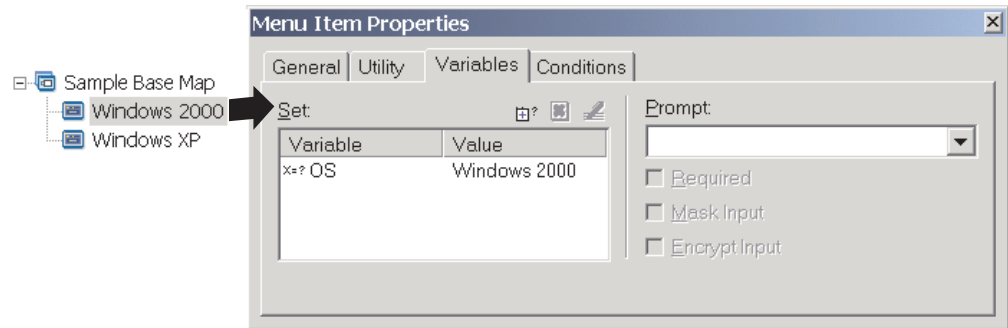 Sample Base Map
Windows 2000
Windows XP
Menu Item Properties
General Utility Variables Conditions
Set:
Variable Value
X=? OS Windows 2000
Prompt:
Required
Mask Input
Encrypt Input